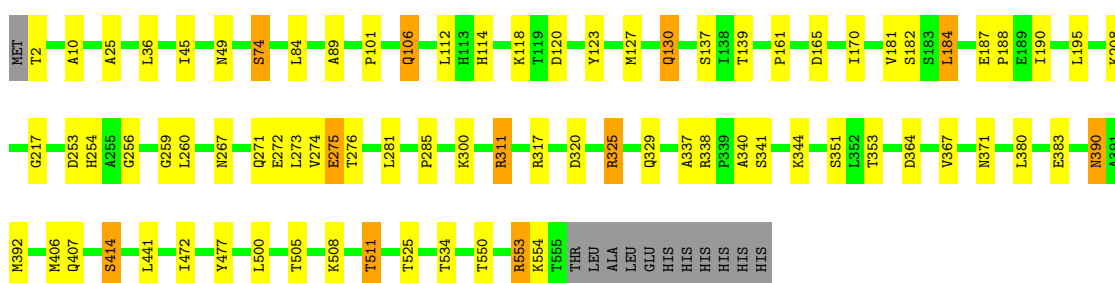 MET T2 A10 A25 L36 I45 N49 S74 L84 A89 P101 Q106 L112 H113 H114 K118 T119 D120 Y123 M127 Q130 S137 I138 T139 P161 D165 I170 V181 S182 S183 L184 E187 P188 E189 I190 L195 K208
G217 D253 H254 A255 G256 G259 L260 N267 Q271 E272 L273 V274 E275 T276 L281 P285 K300 R311 R317 D320 R325 Q329 A337 R338 P339 A340 S341 K344 S351 L352 T353 D364 V367 N371 L380 E383 N390 A391
M392 M406 Q407 S414 L441 I472 Y477 L500 T505 K508 T511 T525 T534 T550 R553 K554 T555 THR LEU ALA LEU GLU HIS HIS HIS HIS HIS HIS